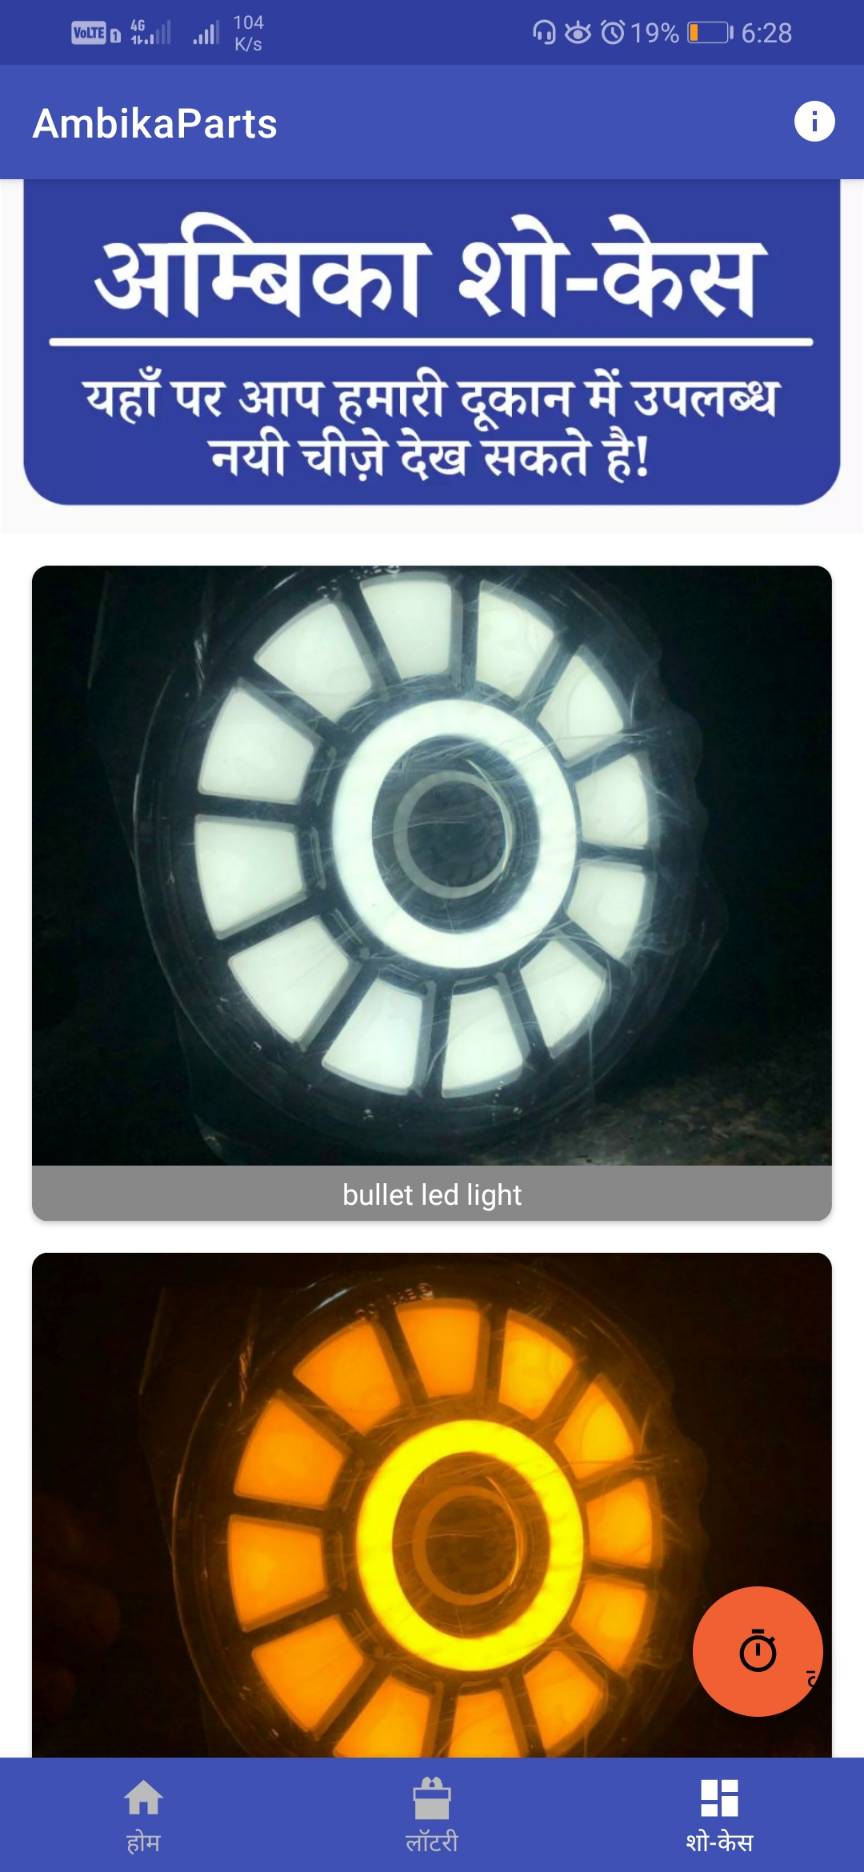 VoLTE 1 4G 104 K/s 19% 6:28
AmbikaParts
अम्बिका शो-केस
यहाँ पर आप हमारी दूकान में उपलब्ध
नयी चीज़े देख सकते है!
bullet led light
होम लॉटरी शो-केस